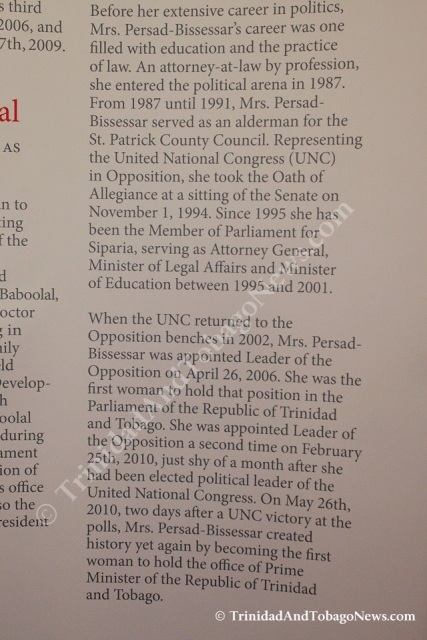 s third
2006, and
7th, 2009.
al
AS
n to
ting
f the
d
Baboolal,
octor
g in
ily
ld
evelop-
h
oolal
during
ament
ion of
s office
so the
resident
Before her extensive career in politics,
Mrs. Persad-Bissessar's career was one
filled with education and the practice
of law. An attorney-at-law by profession,
she entered the political arena in 1987.
From 1987 until 1991, Mrs. Persad-
Bissessar served as an alderman for the
St. Patrick County Council. Representing
the United National Congress (UNC)
in Opposition, she took the Oath of
Allegiance at a sitting of the Senate on
November 1, 1994. Since 1995 she has
been the Member of Parliament for
Siparia, serving as Attorney General,
Minister of Legal Affairs and Minister
of Education between 1995 and 2001.
When the UNC returned to the
Opposition benches in 2002, Mrs. Persad-
Bissessar was appointed Leader of the
Opposition on April 26, 2006. She was the
first woman to hold that position in the
Parliament of the Republic of Trinidad
and Tobago. She was appointed Leader of
the Opposition a second time on February
25th, 2010, just shy of a month after she
had been elected political leader of the
United National Congress. On May 26th,
2010, two days after a UNC victory at the
polls, Mrs. Persad-Bissessar created
history yet again by becoming the first
woman to hold the office of Prime
Minister of the Republic of Trinidad
and Tobago.
© TrinidadAndTobagoNews.com
© TrinidadAndTobagoNews.com